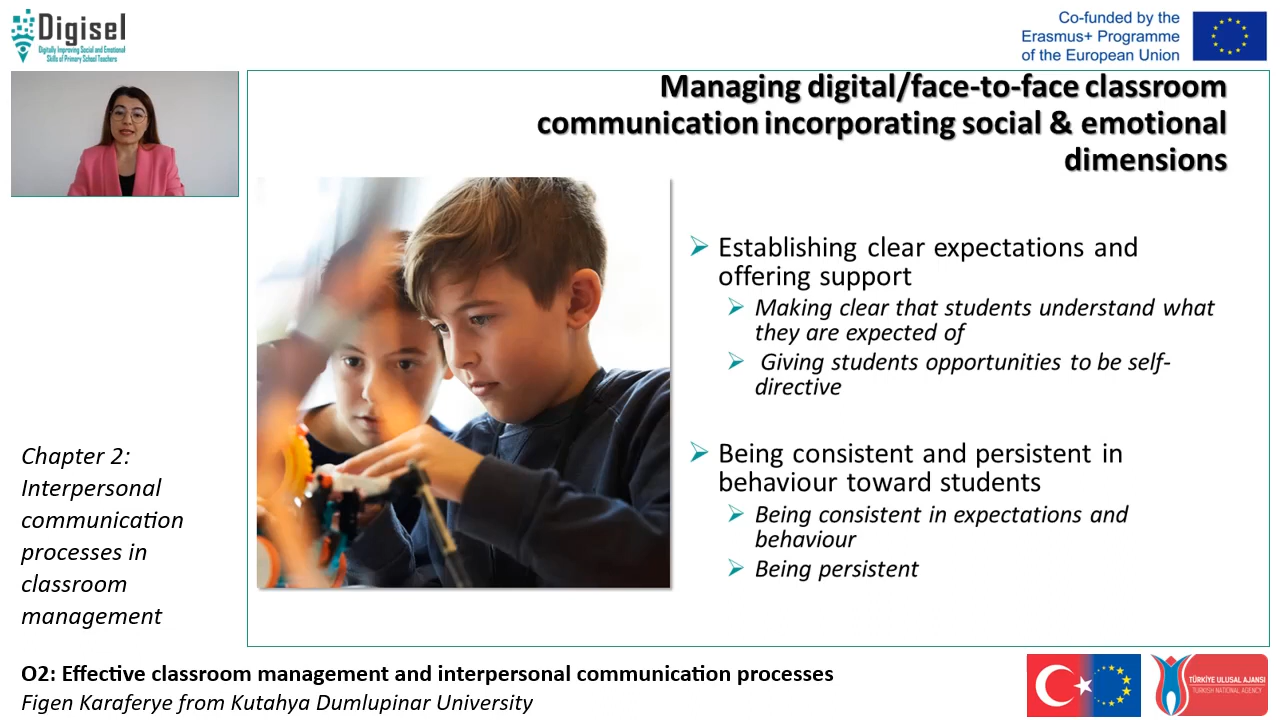 Digisel
Digitally Improving Social and Emotional
Skills of Primary School Teachers
Co-funded by the
Erasmus+ Programme
of the European Union
Managing digital/face-to-face classroom
communication incorporating social & emotional
dimensions
Establishing clear expectations and
offering support
Making clear that students understand what
they are expected of
Giving students opportunities to be self-
directive
Being consistent and persistent in
behaviour toward students
Being consistent in expectations and
behaviour
Being persistent
Chapter 2:
Interpersonal
communication
processes in
classroom
management
O2: Effective classroom management and interpersonal communication processes
Figen Karaferye from Kutahya Dumlupinar University
TÜRKİYE ULUSAL AJANSI
TURKISH NATIONAL AGENCY